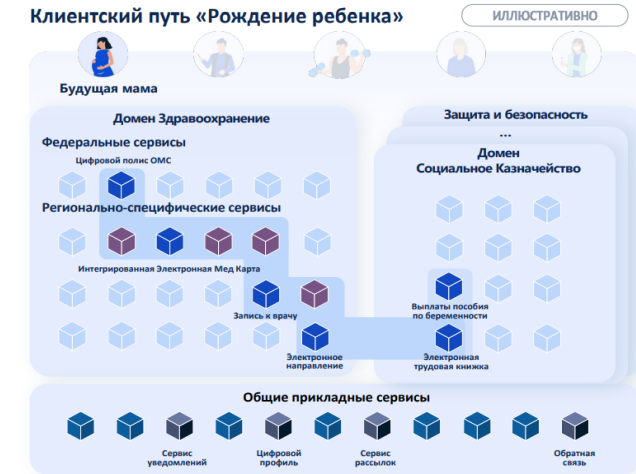 Клиентский путь «Рождение ребенка»
ИЛЛЮСТРАТИВНО
Будущая мама
Домен Здравоохранение
Федеральные сервисы
Цифровой полис ОМС
Регионально-специфические сервисы
Интегрированная Электронная Мед Карта
Запись к врачу
Электронное
направление
Защита и безопасность
...
Домен
Социальное Казначейство
Выплаты пособия
по беременности
Электронная
трудовая книжка
Общие прикладные сервисы
Сервис
уведомлений
Цифровой
профиль
Сервис
рассылок
Обратная
связь